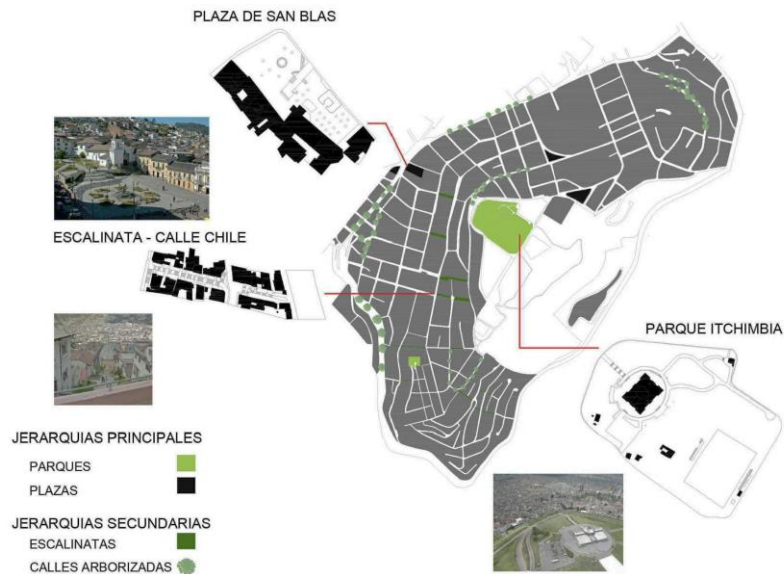 PLAZA DE SAN BLAS
ESCALINATA - CALLE CHILE
PARQUE ITCHIMBIA
JERARQUIAS PRINCIPALES
PARQUES
PLAZAS
JERARQUIAS SECUNDARIAS
ESCALINATAS
CALLES ARBORIZADAS